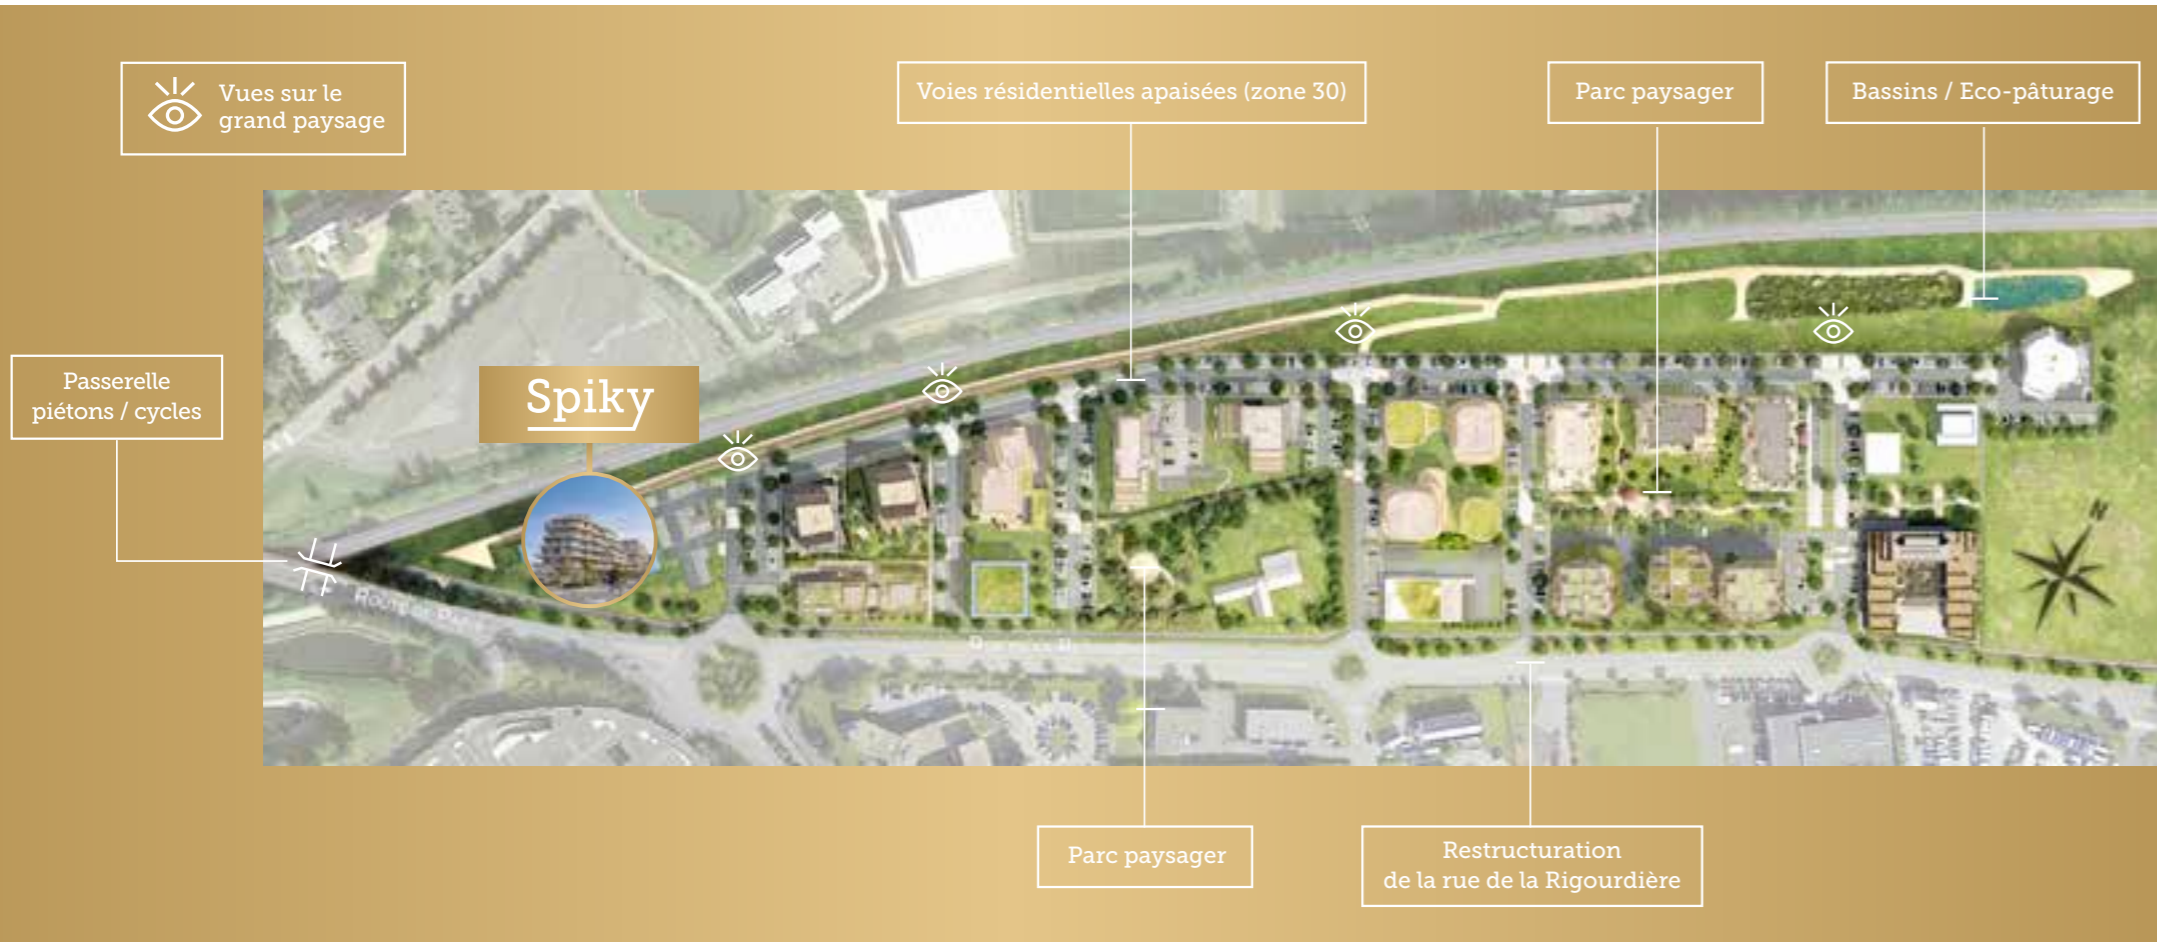 Vues sur le
grand paysage
Voies résidentielles apaisées (zone 30)
Parc paysager
Bassins / Eco-pâturage
Passerelle
piétons / cycles
Spiky
N
Parc paysager
Restructuration
de la rue de la Rigourdière